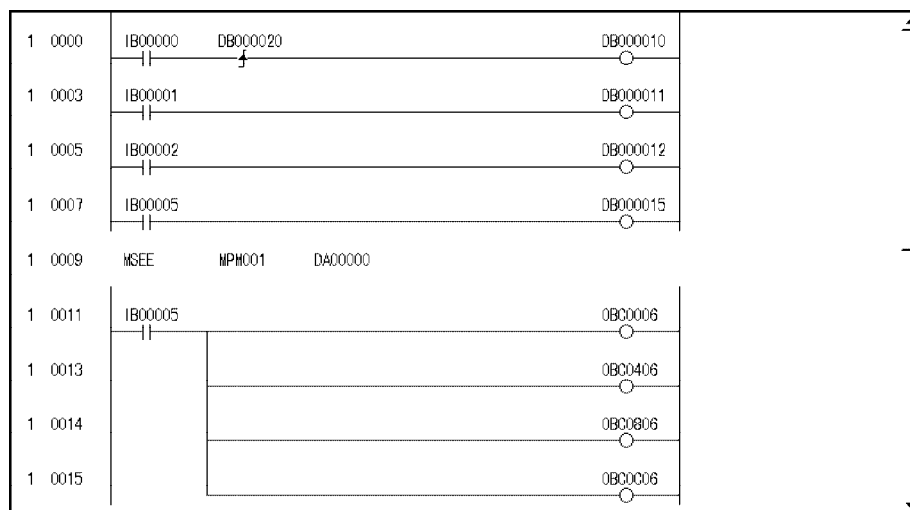 1 0000 IB00000 DB000020 DB000010
1 0003 IB00001 DB000011
1 0005 IB00002 DB000012
1 0007 IB00005 DB000015
1 0009 MSEE MPM001 DA00000
1 0011 IB00005 OBC0006
1 0013 OBC0406
1 0014 OBC0806
1 0015 OBC0C06